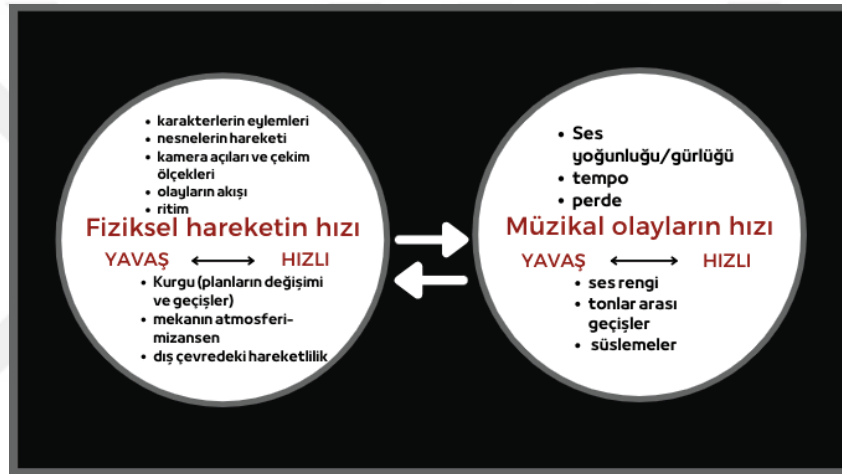 • karakterlerin eylemleri
• nesnelerin hareketi
• kamera açıları ve çekim
ölçekleri
• olayların akışı
• ritim
Fiziksel hareketin hızı
YAVAŞ HIZLI
• Kurgu (planların değişimi
ve geçişler)
• mekanın atmosferi-
mizansen
• dış çevredeki hareketlilik
• Ses
yoğunluğu/gürlüğü
• tempo
• perde
Müzikal olayların hızı
YAVAŞ HIZLI
• ses rengi
• tonlar arası
geçişler
• süslemeler